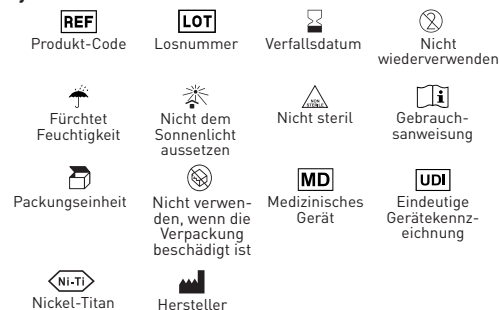 REF
Produkt-Code
LOT
Losnummer
Verfallsdatum
2
Nicht
wiederverwenden
Fürchtet
Feuchtigkeit
Nicht dem
Sonnenlicht
aussetzen
NON
STERILE
Nicht steril
i
Gebrauch-
sanweisung
Packungseinheit
Nicht verwen-
den, wenn die
Verpackung
beschädigt ist
MD
Medizinisches
Gerät
UDI
Eindeutige
Gerätekennz-
eichnung
Ni-Ti
Nickel-Titan
Hersteller